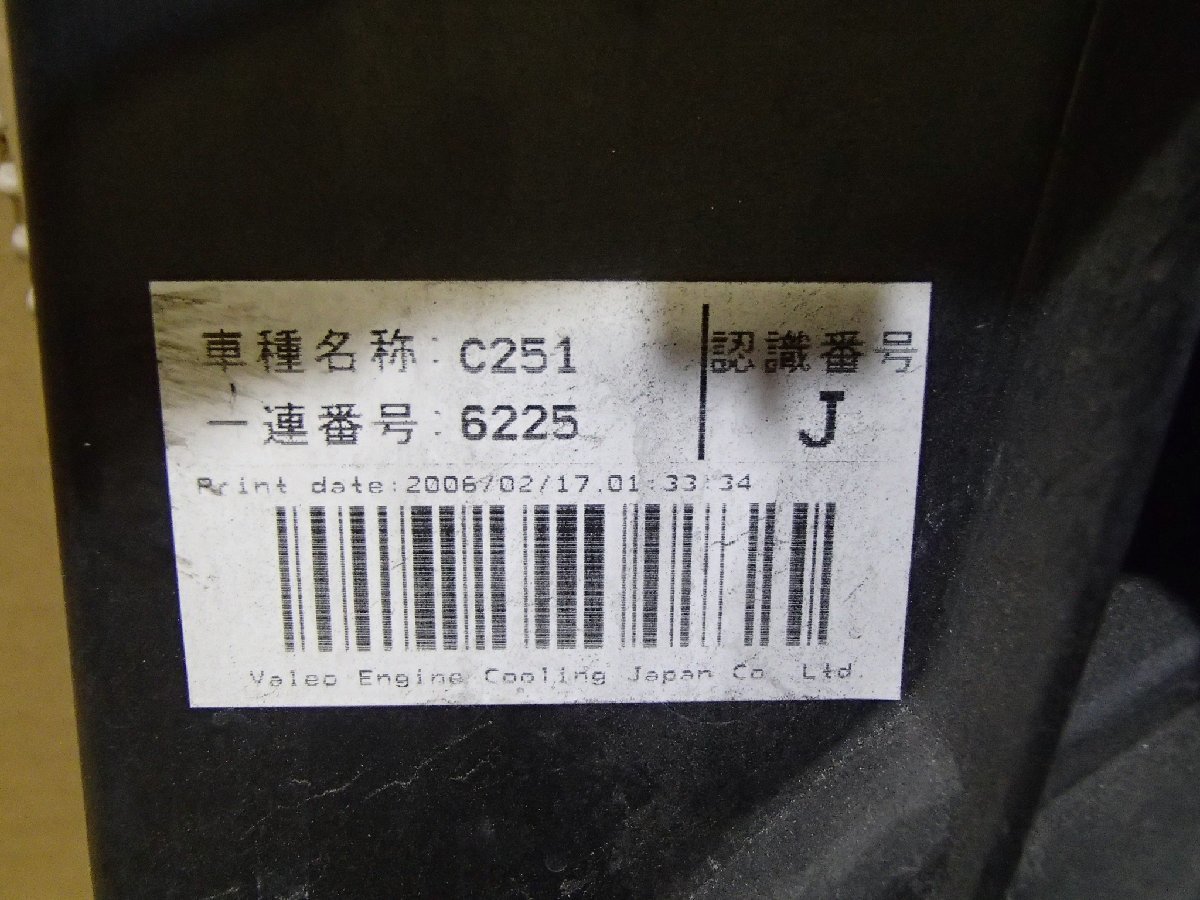 車種名称: C251
一連番号: 6225
認識番号
J
Print date:2006/02/17.01:33:34
Valeo Engine Cooling Japan Co. Ltd.